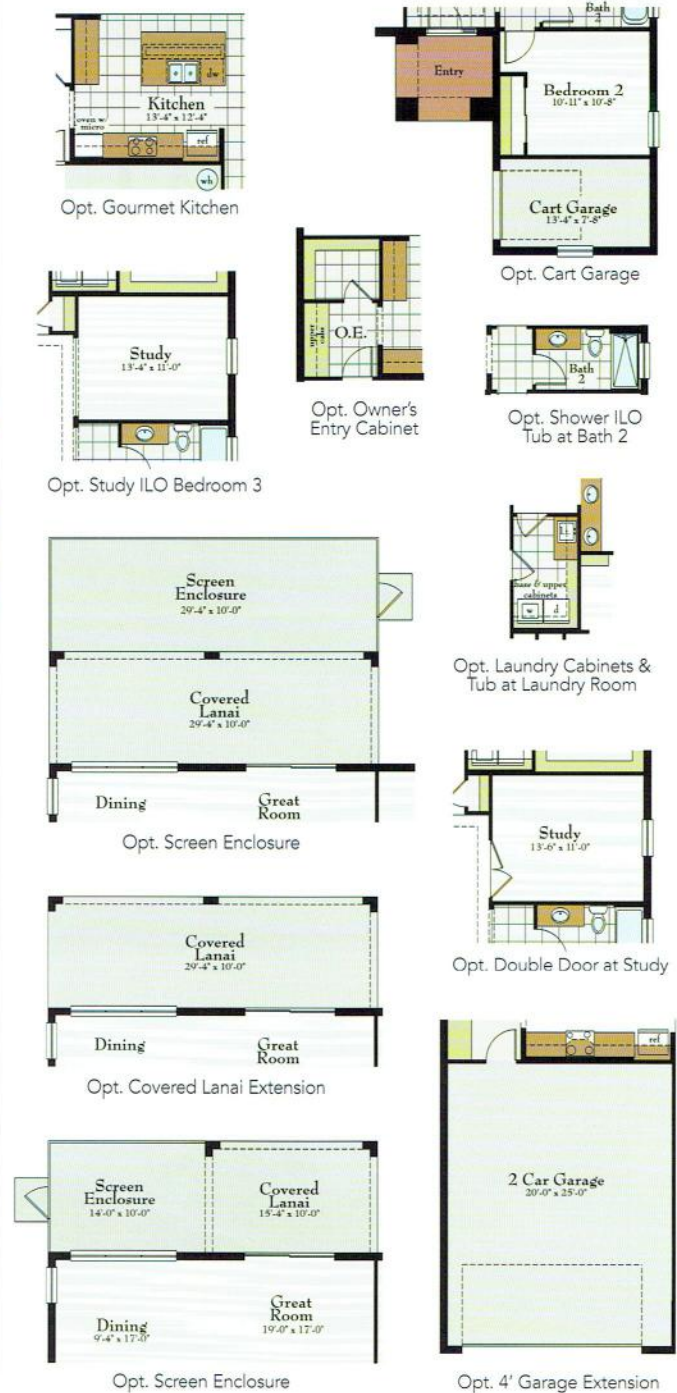 dw
Kitchen
13'-4" x 12'-4"
oven w/
micro
ref
wh
Opt. Gourmet Kitchen
Bath
2
Entry
Bedroom 2
10'-11" x 10'-8"
Cart Garage
13'-4" x 7'-8"
Opt. Cart Garage
Study
13'-4" x 11'-0"
Opt. Study ILO Bedroom 3
upper
cabs
O.E.
Opt. Owner's
Entry Cabinet
Bath
2
Opt. Shower ILO
Tub at Bath 2
Screen
Enclosure
29'-4" x 10'-0"
Covered
Lanai
29'-4" x 10'-0"
Dining
Great
Room
Opt. Screen Enclosure
base & upper
cabinets
w
d
Opt. Laundry Cabinets &
Tub at Laundry Room
Study
13'-6" x 11'-0"
Opt. Double Door at Study
Covered
Lanai
29'-4" x 10'-0"
Dining
Great
Room
Opt. Covered Lanai Extension
Screen
Enclosure
14'-0" x 10'-0"
Covered
Lanai
15'-4" x 10'-0"
Dining
9'-4" x 17'-0"
Great
Room
19'-0" x 17'-0"
Opt. Screen Enclosure
ref
2 Car Garage
20'-0" x 25'-0"
Opt. 4' Garage Extension